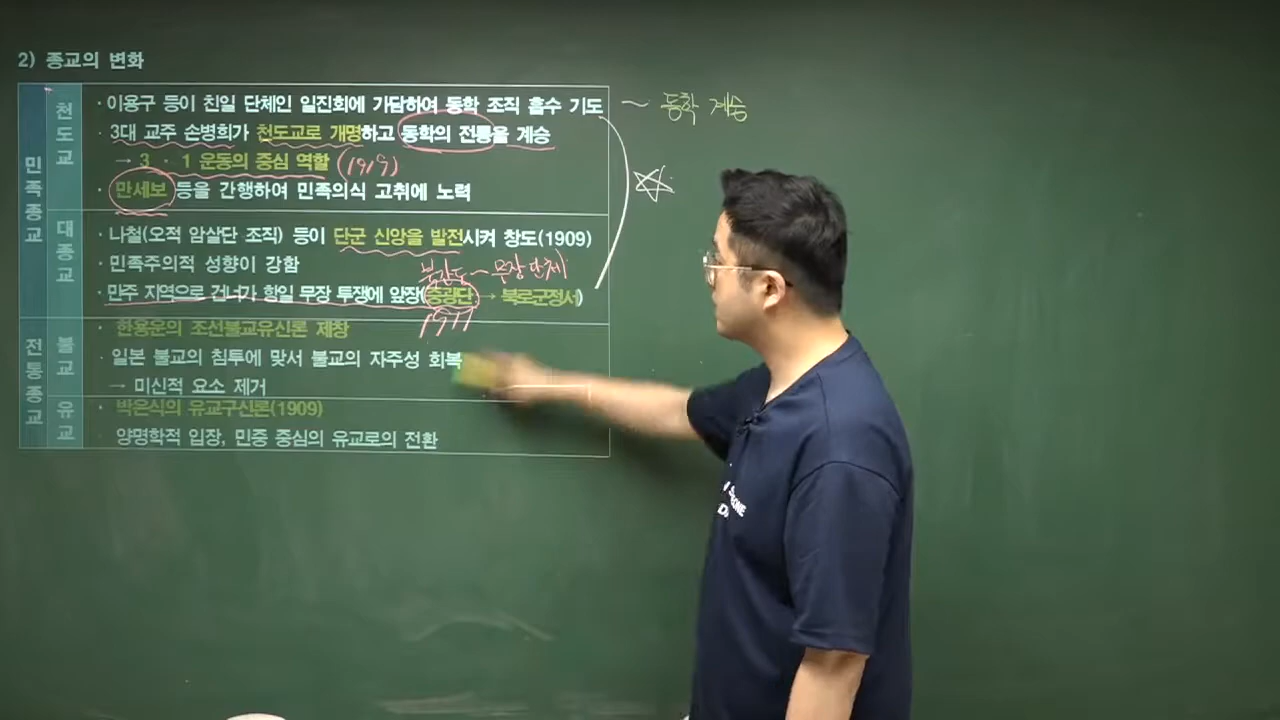 2) 종교의 변화
민족종교
천도교
· 이용구 등이 친일 단체인 일진회에 가담하여 동학 조직 흡수 기도 ~ 동학 계승
· 3대 교주 손병희가 천도교로 개명하고 동학의 전통을 계승
→ 3 · 1 운동의 중심 역할 (1919)
· 만세보 등을 간행하여 민족의식 고취에 노력
대종교
· 나철(오적 암살단 조직) 등이 단군 신앙을 발전시켜 창도(1909)
· 민족주의적 성향이 강함
북간도 ~ 무장단체
· 만주 지역으로 건너가 항일 무장 투쟁에 앞장(중광단 → 북로군정서)
1911
전통종교
불교
· 한용운의 조선불교유신론 제창
· 일본 불교의 침투에 맞서 불교의 자주성 회복
→ 미신적 요소 제거
유교
· 박은식의 유교구신론(1909)
· 양명학적 입장, 민중 중심의 유교로의 전환